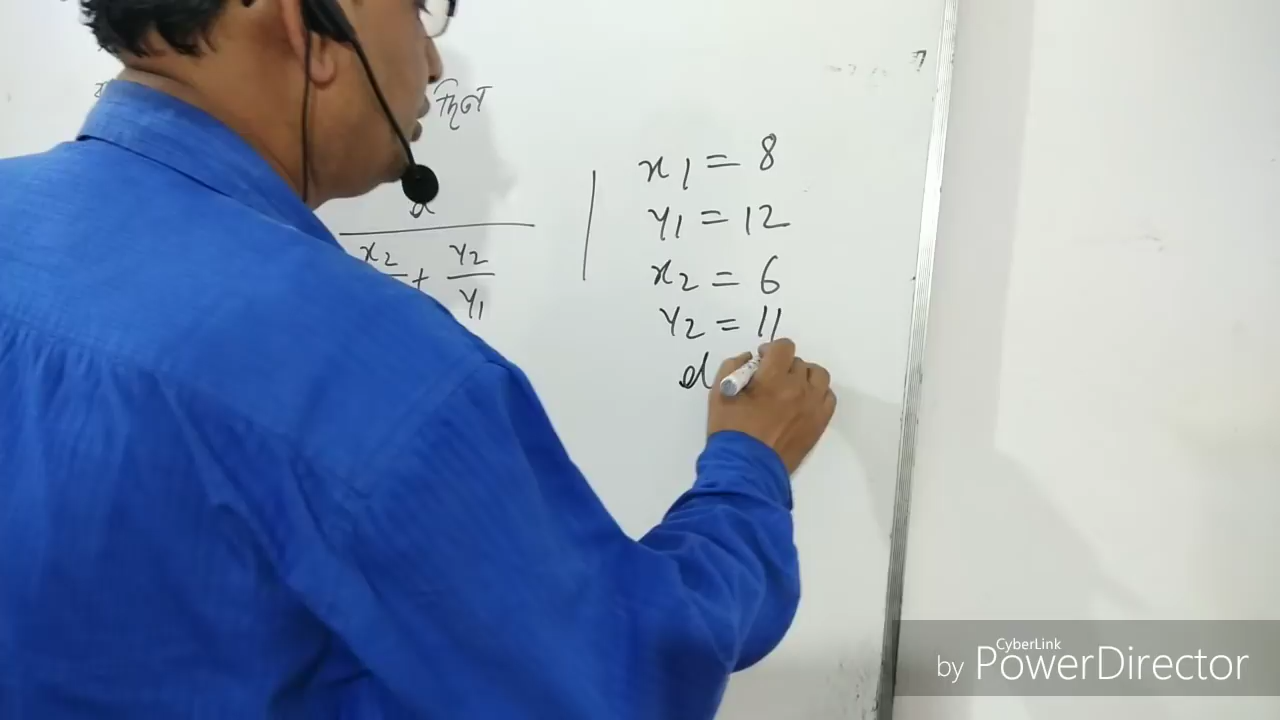 d
x2 + y2
y1
x1 = 8
y1 = 12
x2 = 6
y2 = 11
d
CyberLink
by PowerDirector